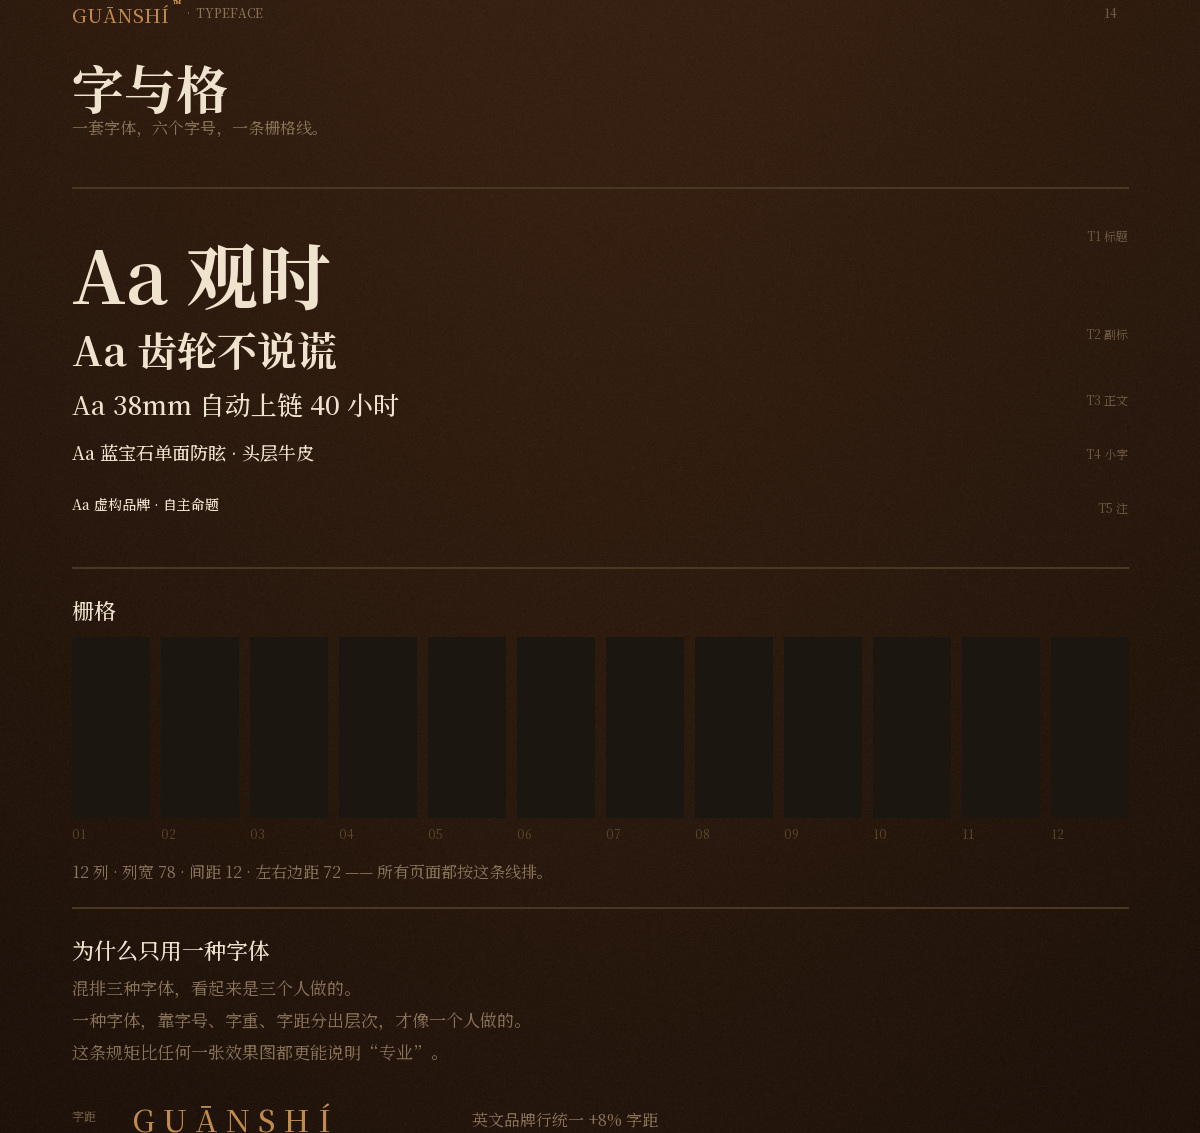 GUĀNSHÍ™ · TYPEFACE
14
字与格
一套字体，六个字号，一条栅格线。
Aa 观时
T1 标题
Aa 齿轮不说谎
T2 副标
Aa 38mm 自动上链 40 小时
T3 正文
Aa 蓝宝石单面防眩 · 头层牛皮
T4 小字
Aa 虚构品牌 · 自主命题
T5 注
栅格
01 02 03 04 05 06 07 08 09 10 11 12
12 列 · 列宽 78 · 间距 12 · 左右边距 72 —— 所有页面都按这条线排。
为什么只用一种字体
混排三种字体，看起来是三个人做的。
一种字体，靠字号、字重、字距分出层次，才像一个人做的。
这条规矩比任何一张效果图都更能说明“专业”。
字距 GUĀNSHÍ 英文品牌行统一 +8% 字距